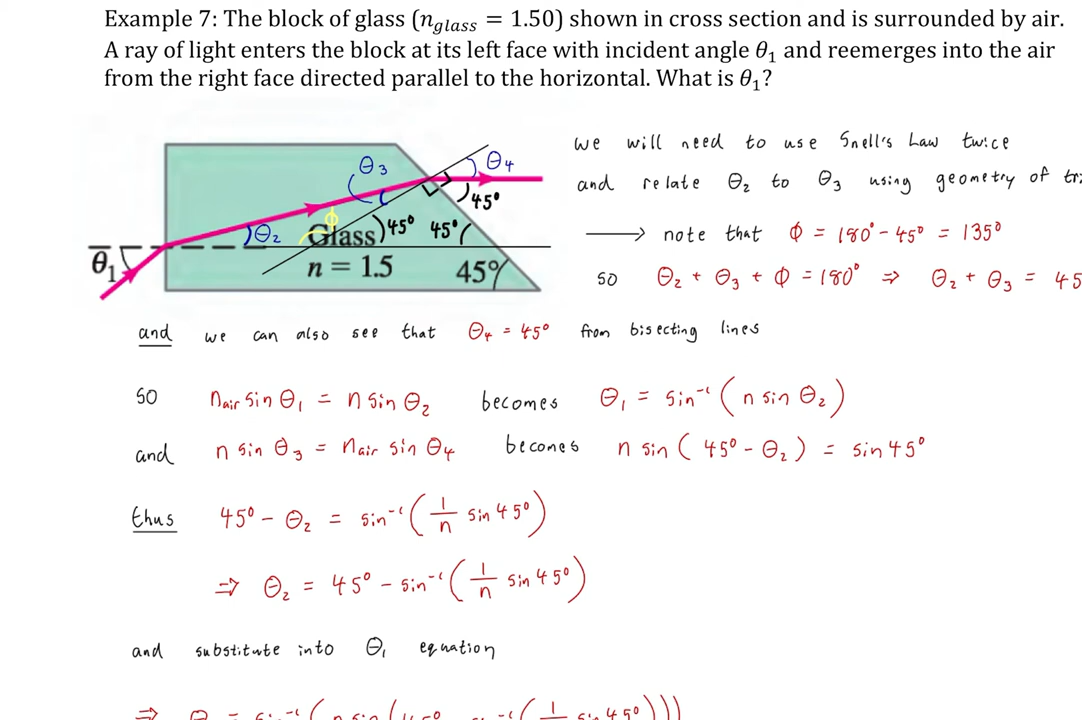 Example 7: The block of glass (n_glass = 1.50) shown in cross section and is surrounded by air.
A ray of light enters the block at its left face with incident angle θ₁ and reemerges into the air
from the right face directed parallel to the horizontal. What is θ₁?
we will need to use Snell's Law twice
and relate θ₂ to θ₃ using geometry of
θ₃
θ₄
45°
ϕ
θ₂
Glass
45°
45°
θ₁
n = 1.5
45°
⟶ note that ϕ = 180° - 45° = 135°
so θ₂ + θ₃ + ϕ = 180° ⇒ θ₂ + θ₃ = 45
and we can also see that θ₄ = 45° from bisecting lines
so n_air sin θ₁ = n sin θ₂ becomes θ₁ = sin⁻¹ ( n sin θ₂ )
and n sin θ₃ = n_air sin θ₄ becomes n sin ( 45° - θ₂ ) = sin 45°
thus 45° - θ₂ = sin⁻¹ ( 1/n sin 45° )
⇒ θ₂ = 45° - sin⁻¹ ( 1/n sin 45° )
and substitute into θ₁ equation